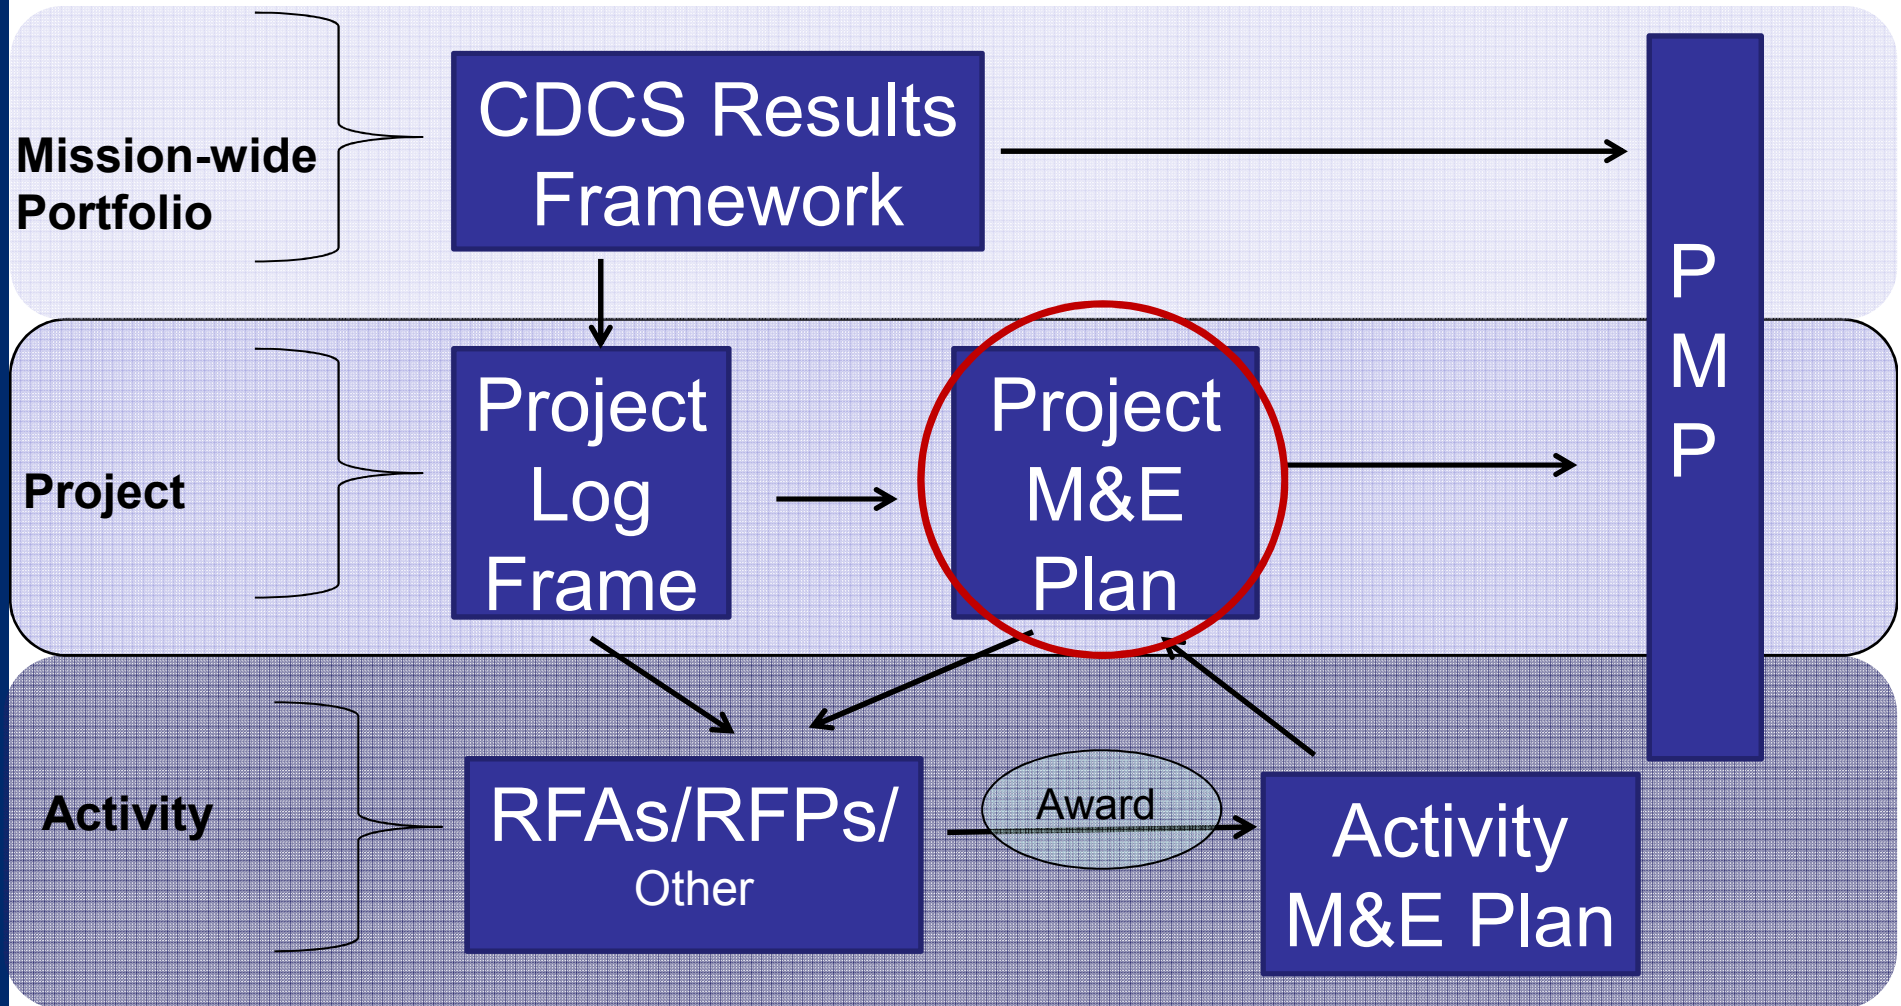 Mission-wide
Portfolio
CDCS Results
Framework
P
M
P
Project
Project
Log
Frame
Project
M&E
Plan
Activity
RFAs/RFPs/
Other
Award
Activity
M&E Plan